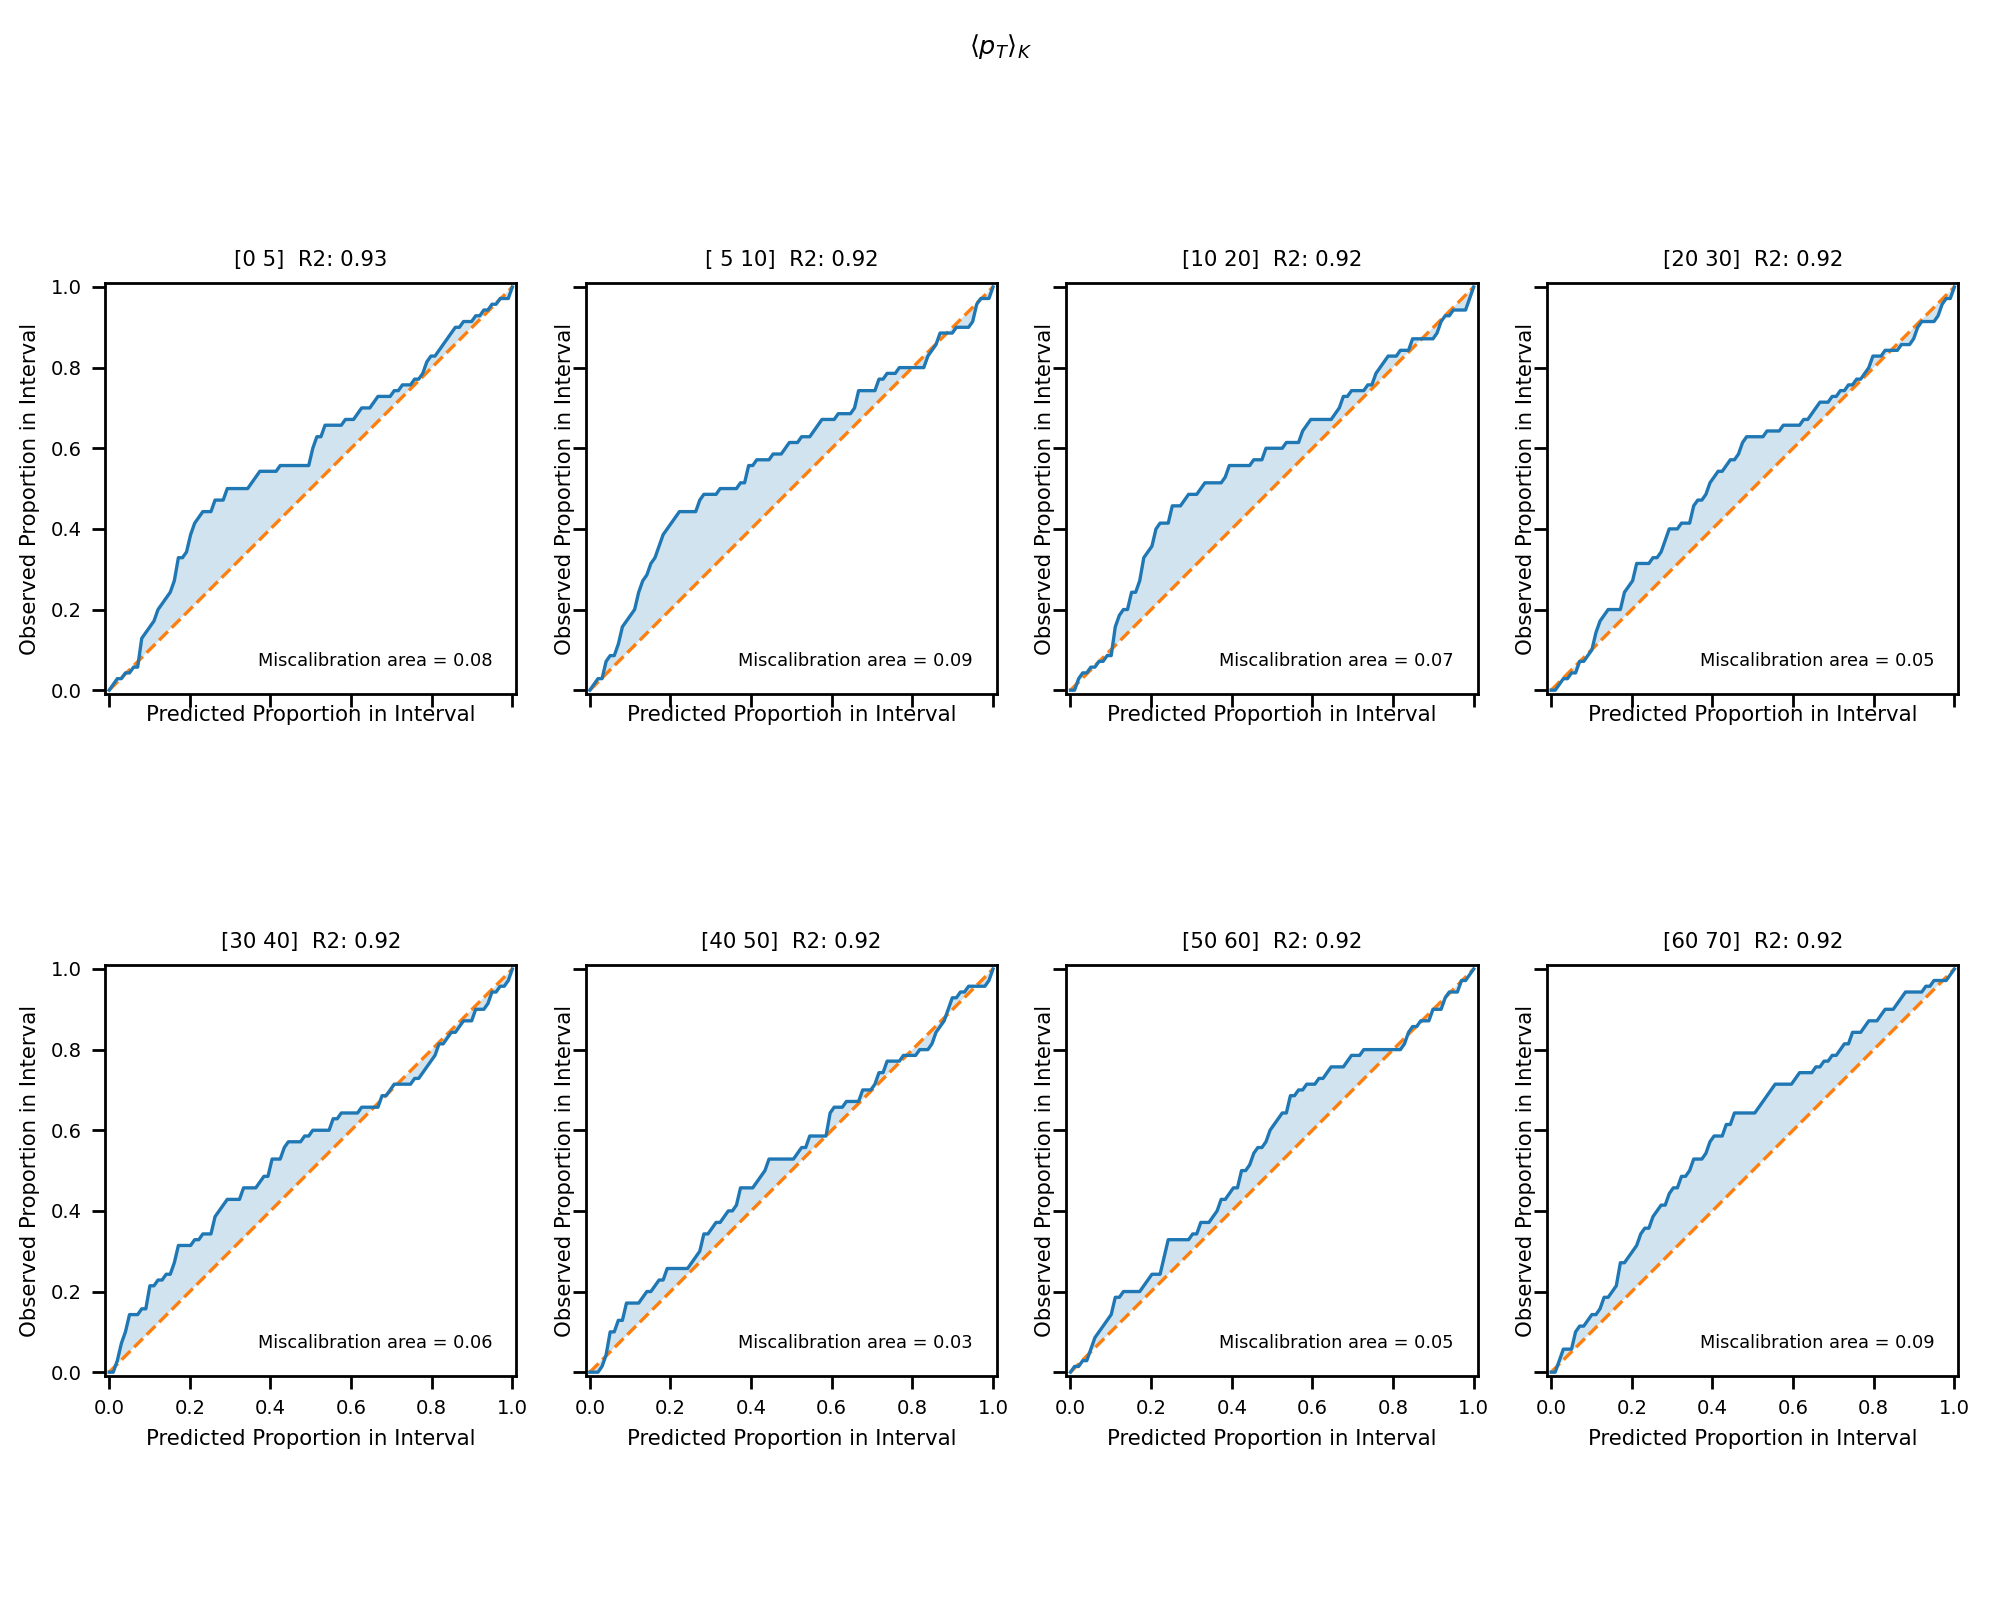 ⟨p_T⟩_K
[0 5]  R2: 0.93
1.0
0.8
0.6
0.4
0.2
0.0
Observed Proportion in Interval
Miscalibration area = 0.08
Predicted Proportion in Interval
[ 5 10]  R2: 0.92
Observed Proportion in Interval
Miscalibration area = 0.09
Predicted Proportion in Interval
[10 20]  R2: 0.92
Observed Proportion in Interval
Miscalibration area = 0.07
Predicted Proportion in Interval
[20 30]  R2: 0.92
Observed Proportion in Interval
Miscalibration area = 0.05
Predicted Proportion in Interval
[30 40]  R2: 0.92
1.0
0.8
0.6
0.4
0.2
0.0
Observed Proportion in Interval
Miscalibration area = 0.06
0.0 0.2 0.4 0.6 0.8 1.0
Predicted Proportion in Interval
[40 50]  R2: 0.92
Observed Proportion in Interval
Miscalibration area = 0.03
0.0 0.2 0.4 0.6 0.8 1.0
Predicted Proportion in Interval
[50 60]  R2: 0.92
Observed Proportion in Interval
Miscalibration area = 0.05
0.0 0.2 0.4 0.6 0.8 1.0
Predicted Proportion in Interval
[60 70]  R2: 0.92
Observed Proportion in Interval
Miscalibration area = 0.09
0.0 0.2 0.4 0.6 0.8 1.0
Predicted Proportion in Interval